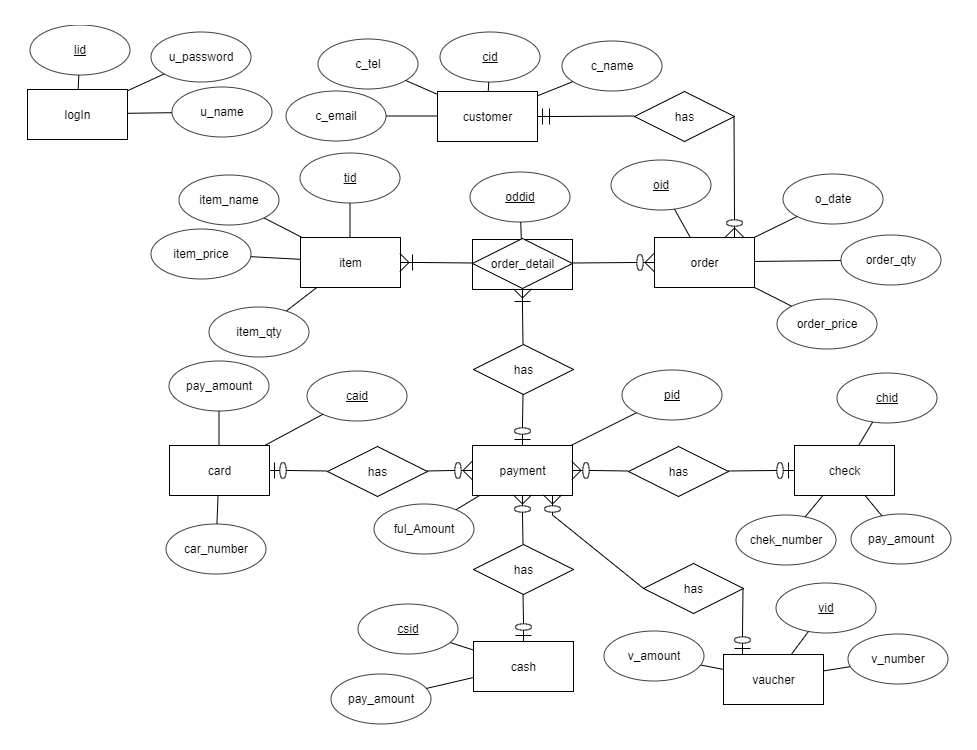 lid
u_password
u_name
logIn
c_tel
cid
c_name
c_email
customer
has
item_name
tid
item_price
item
item_qty
oddid
order_detail
oid
o_date
order
order_qty
order_price
has
pay_amount
caid
card
car_number
has
pid
payment
ful_Amount
has
chid
check
chek_number
pay_amount
has
csid
cash
pay_amount
has
vid
v_amount
v_number
vaucher